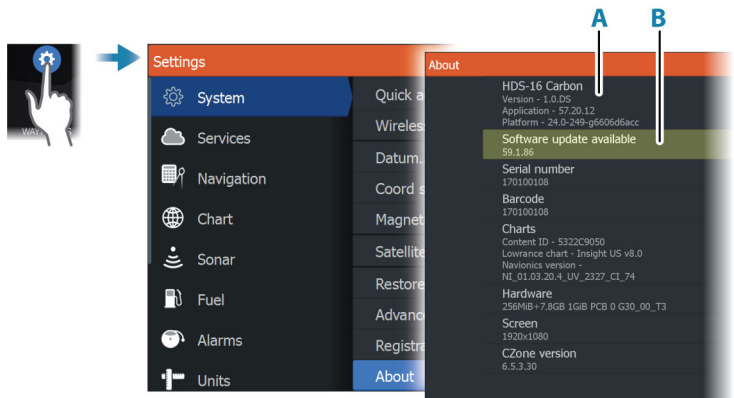 A B
WAY
Settings
System
Services
Navigation
Chart
Sonar
Fuel
Alarms
Units
Quick a
Wireles
Datum.
Coord s
Magnet
Satellite
Restore
Advanc
Registra
About
About
HDS-16 Carbon
Version - 1.0.DS
Application - 57.20.12
Platform - 24.0-249-g6606d6acc
Software update available
59.1.86
Serial number
170100108
Barcode
170100108
Charts
Content ID - 5322C9050
Lowrance chart - Insight US v8.0
Navionics version -
NI_01.03.20.4_UV_2327_CI_74
Hardware
256MiB+7.8GB 1GiB PCB 0 G30_00_T3
Screen
1920x1080
CZone version
6.5.3.30